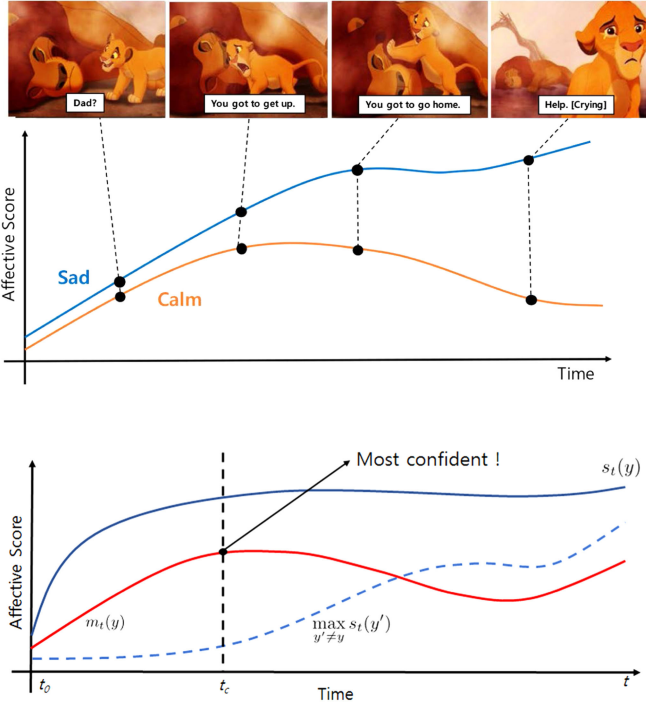 Dad?
You got to get up.
You got to go home.
Help. [Crying]
Affective Score
Sad
Calm
Time
Most confident !
s_t(y)
Affective Score
m_t(y)
max s_t(y')
y'≠y
t_0
t_c
t
Time